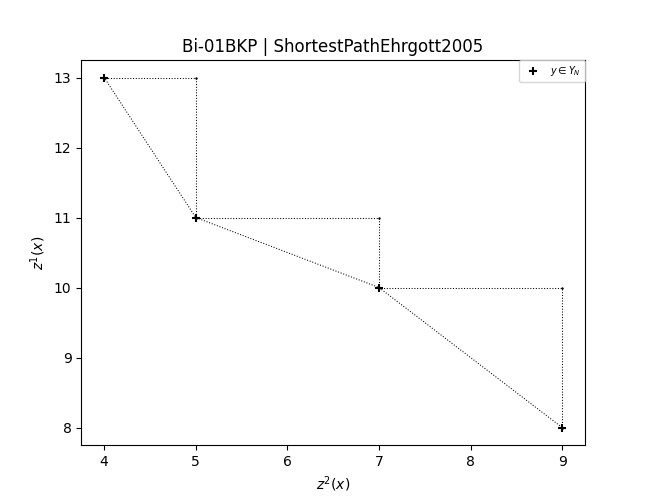 Bi-01BKP | ShortestPathEhrgott2005
y ∈ Y_N
13
12
11
10
9
8
z^1(x)
4 5 6 7 8 9
z^2(x)